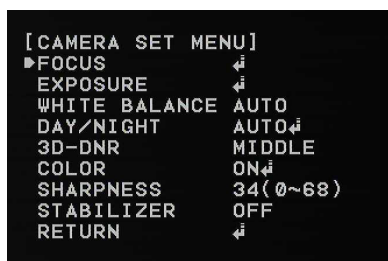 [CAMERA SET MENU]
FOCUS ↲
EXPOSURE ↲
WHITE BALANCE AUTO
DAY/NIGHT AUTO↲
3D-DNR MIDDLE
COLOR ON↲
SHARPNESS 34(0~68)
STABILIZER OFF
RETURN ↲